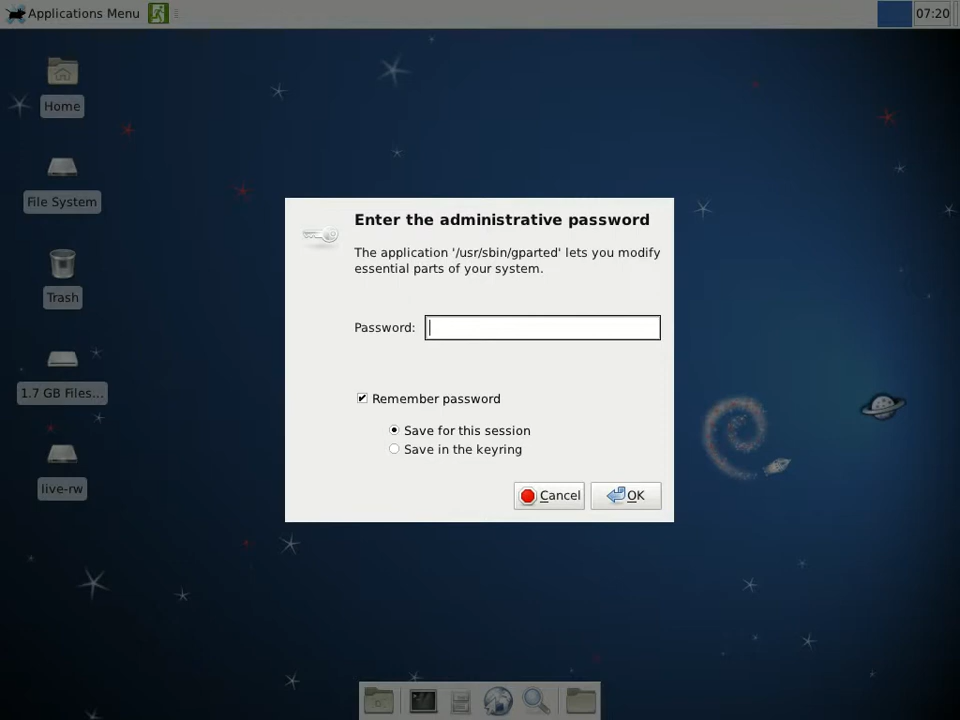 Applications Menu
07:20
Home
File System
Trash
1.7 GB Files...
live-rw
Enter the administrative password
The application '/usr/sbin/gparted' lets you modify
essential parts of your system.
Password:
Remember password
Save for this session
Save in the keyring
Cancel
OK